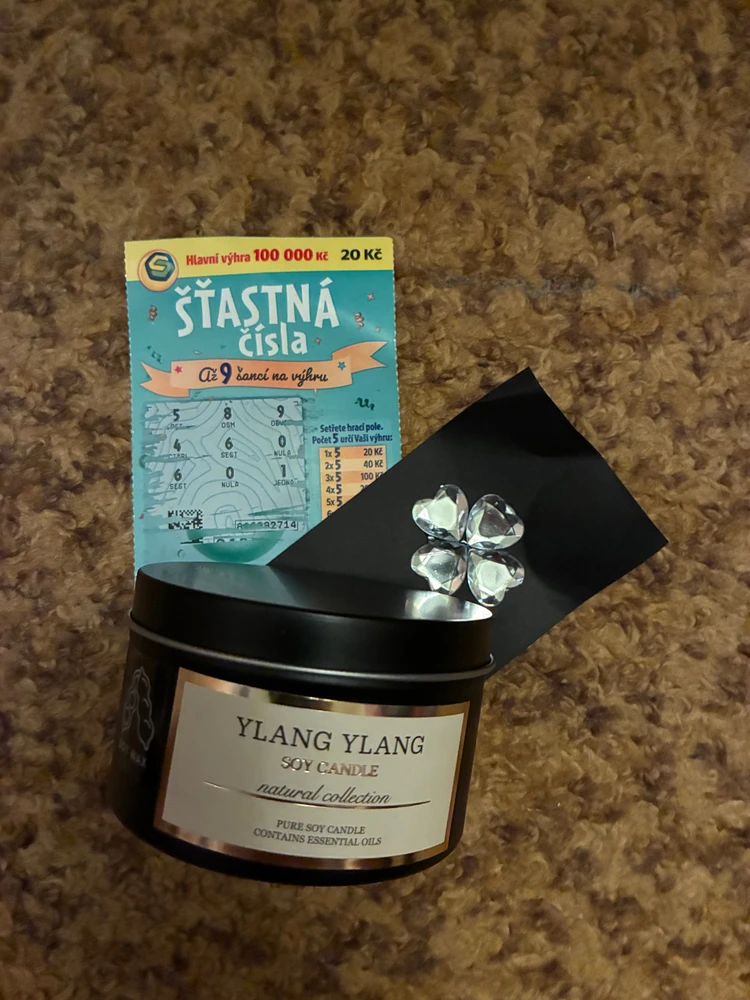 Hlavní výhra 100 000 Kč 20 Kč
ŠŤASTNÁ
čísla
Až 9 šancí na výhru
5 8 9
OSM
4 6 0
NULA
6 0 1
NULA JEDNA
Setřete hrací pole.
Počet 5 určí Vaši výhru:
1x 5 20 Kč
2x 5 40 Kč
3x 5 100 Kč
4x 5
5x 5
YLANG YLANG
SOY CANDLE
natural collection
PURE SOY CANDLE
CONTAINS ESSENTIAL OILS